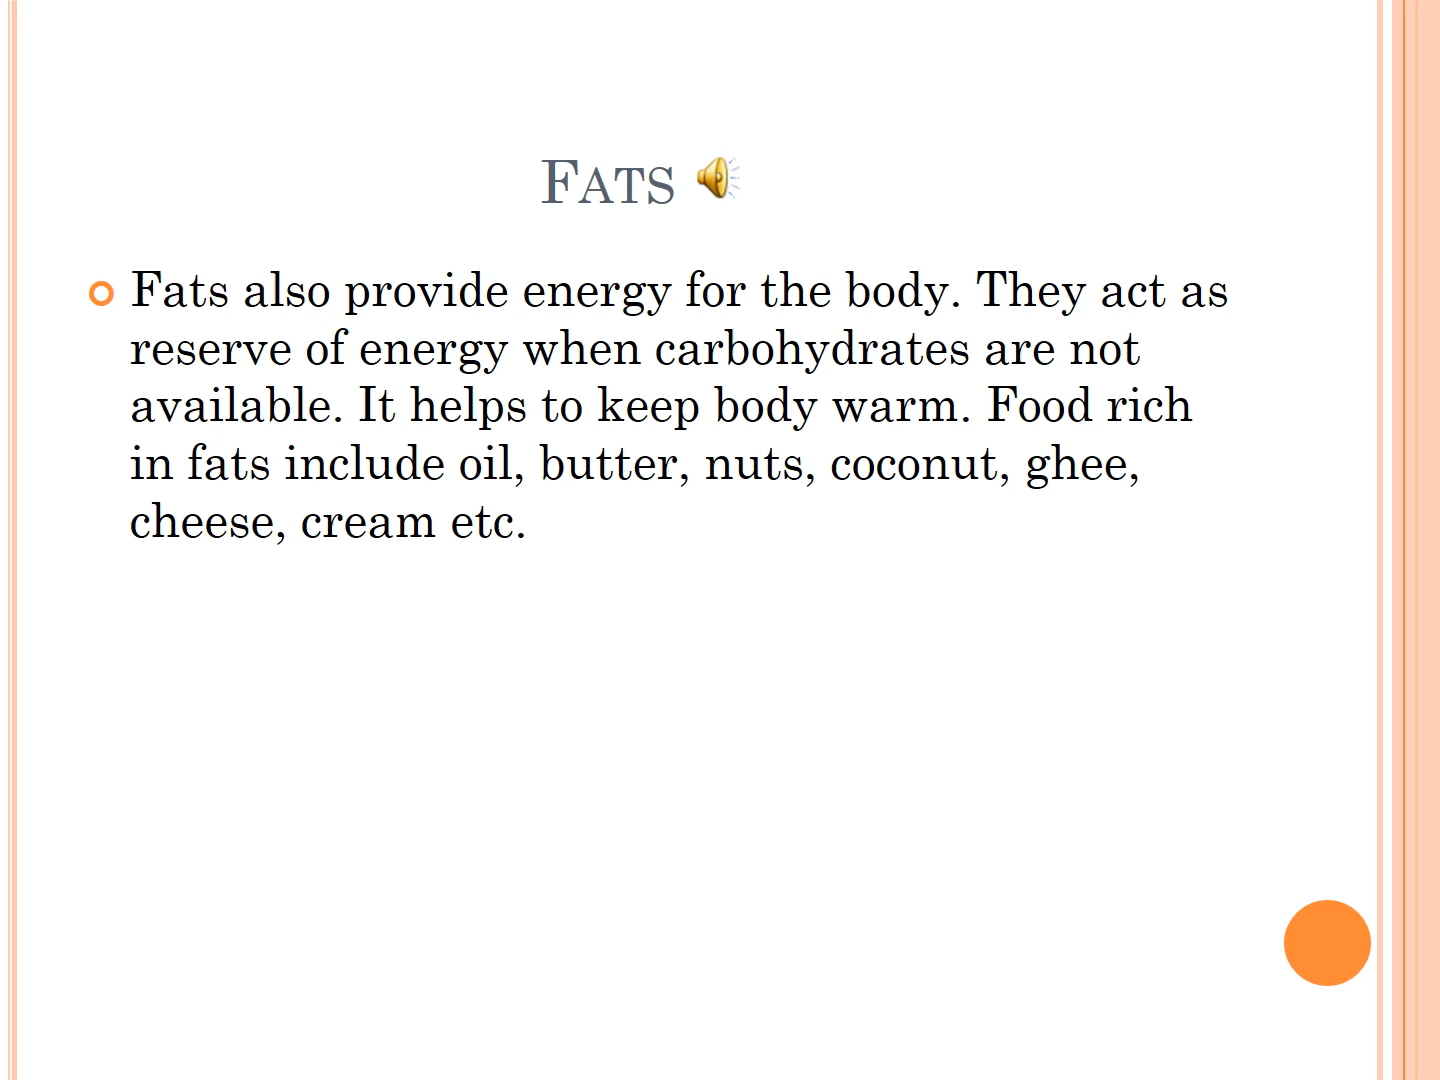 FATS
Fats also provide energy for the body. They act as
reserve of energy when carbohydrates are not
available. It helps to keep body warm. Food rich
in fats include oil, butter, nuts, coconut, ghee,
cheese, cream etc.